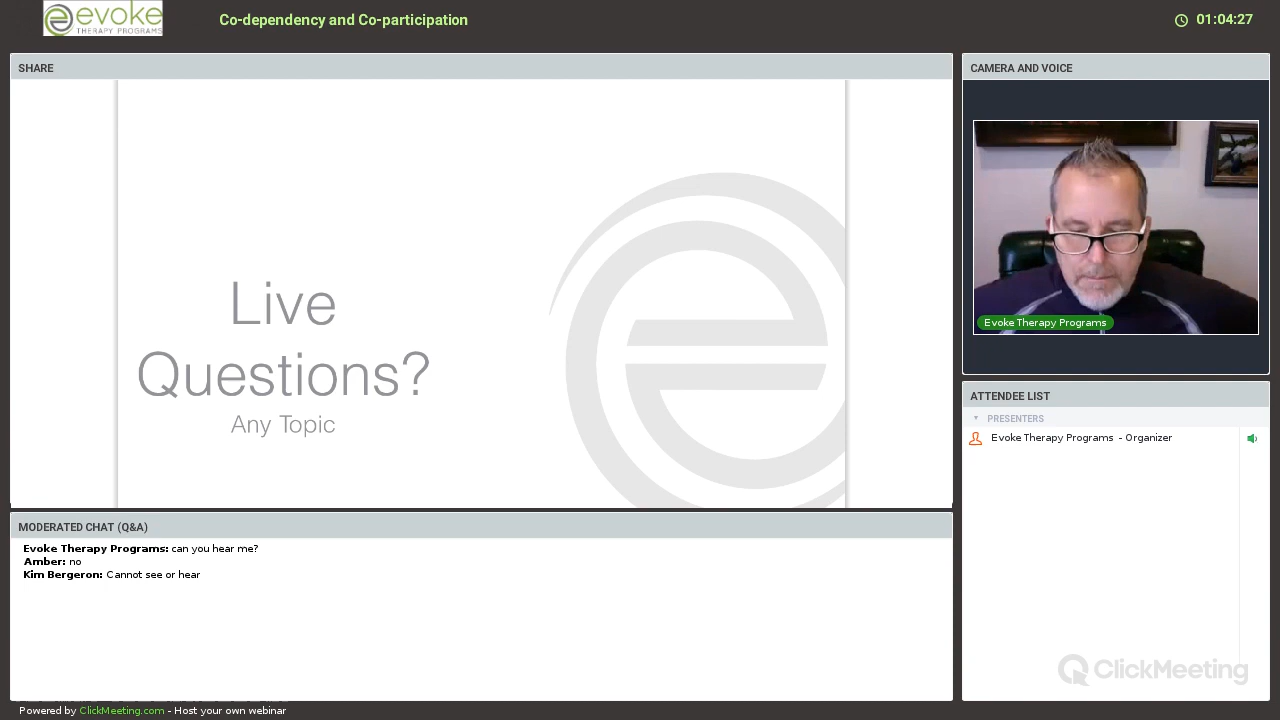 evoke
THERAPY PROGRAMS
Co-dependency and Co-participation
01:04:27
SHARE
Live
Questions?
Any Topic
CAMERA AND VOICE
Evoke Therapy Programs
ATTENDEE LIST
PRESENTERS
Evoke Therapy Programs - Organizer
ClickMeeting
MODERATED CHAT (Q&A)
Evoke Therapy Programs: can you hear me?
Amber: no
Kim Bergeron: Cannot see or hear
Powered by ClickMeeting.com - Host your own webinar